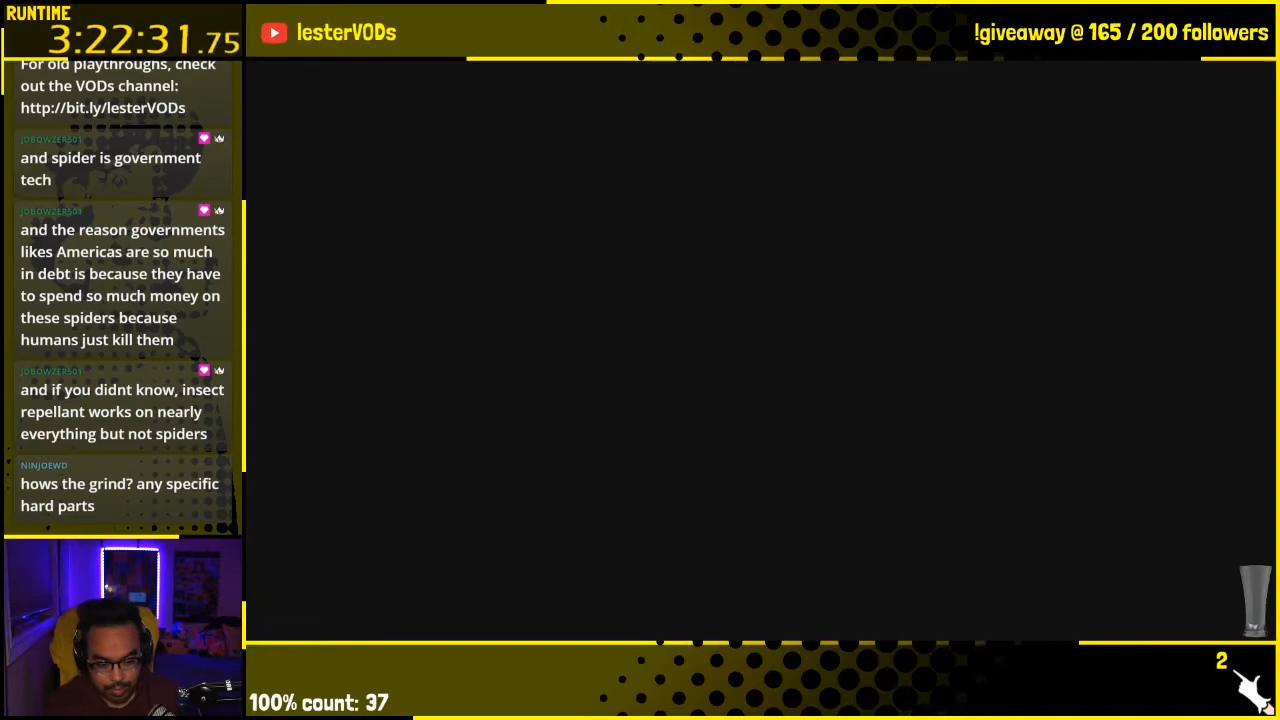 RUNTIME
3:22:31.75
lesterVODs
!giveaway @ 165 / 200 followers
For old playthroughs, check
out the VODs channel:
http://bit.ly/lesterVODs
JDBOWZER501
and spider is government
tech
JDBOWZER501
and the reason governments
likes Americas are so much
in debt is because they have
to spend so much money on
these spiders because
humans just kill them
JDBOWZER501
and if you didnt know, insect
repellant works on nearly
everything but not spiders
NINJOEWD
hows the grind? any specific
hard parts
2
100% count: 37